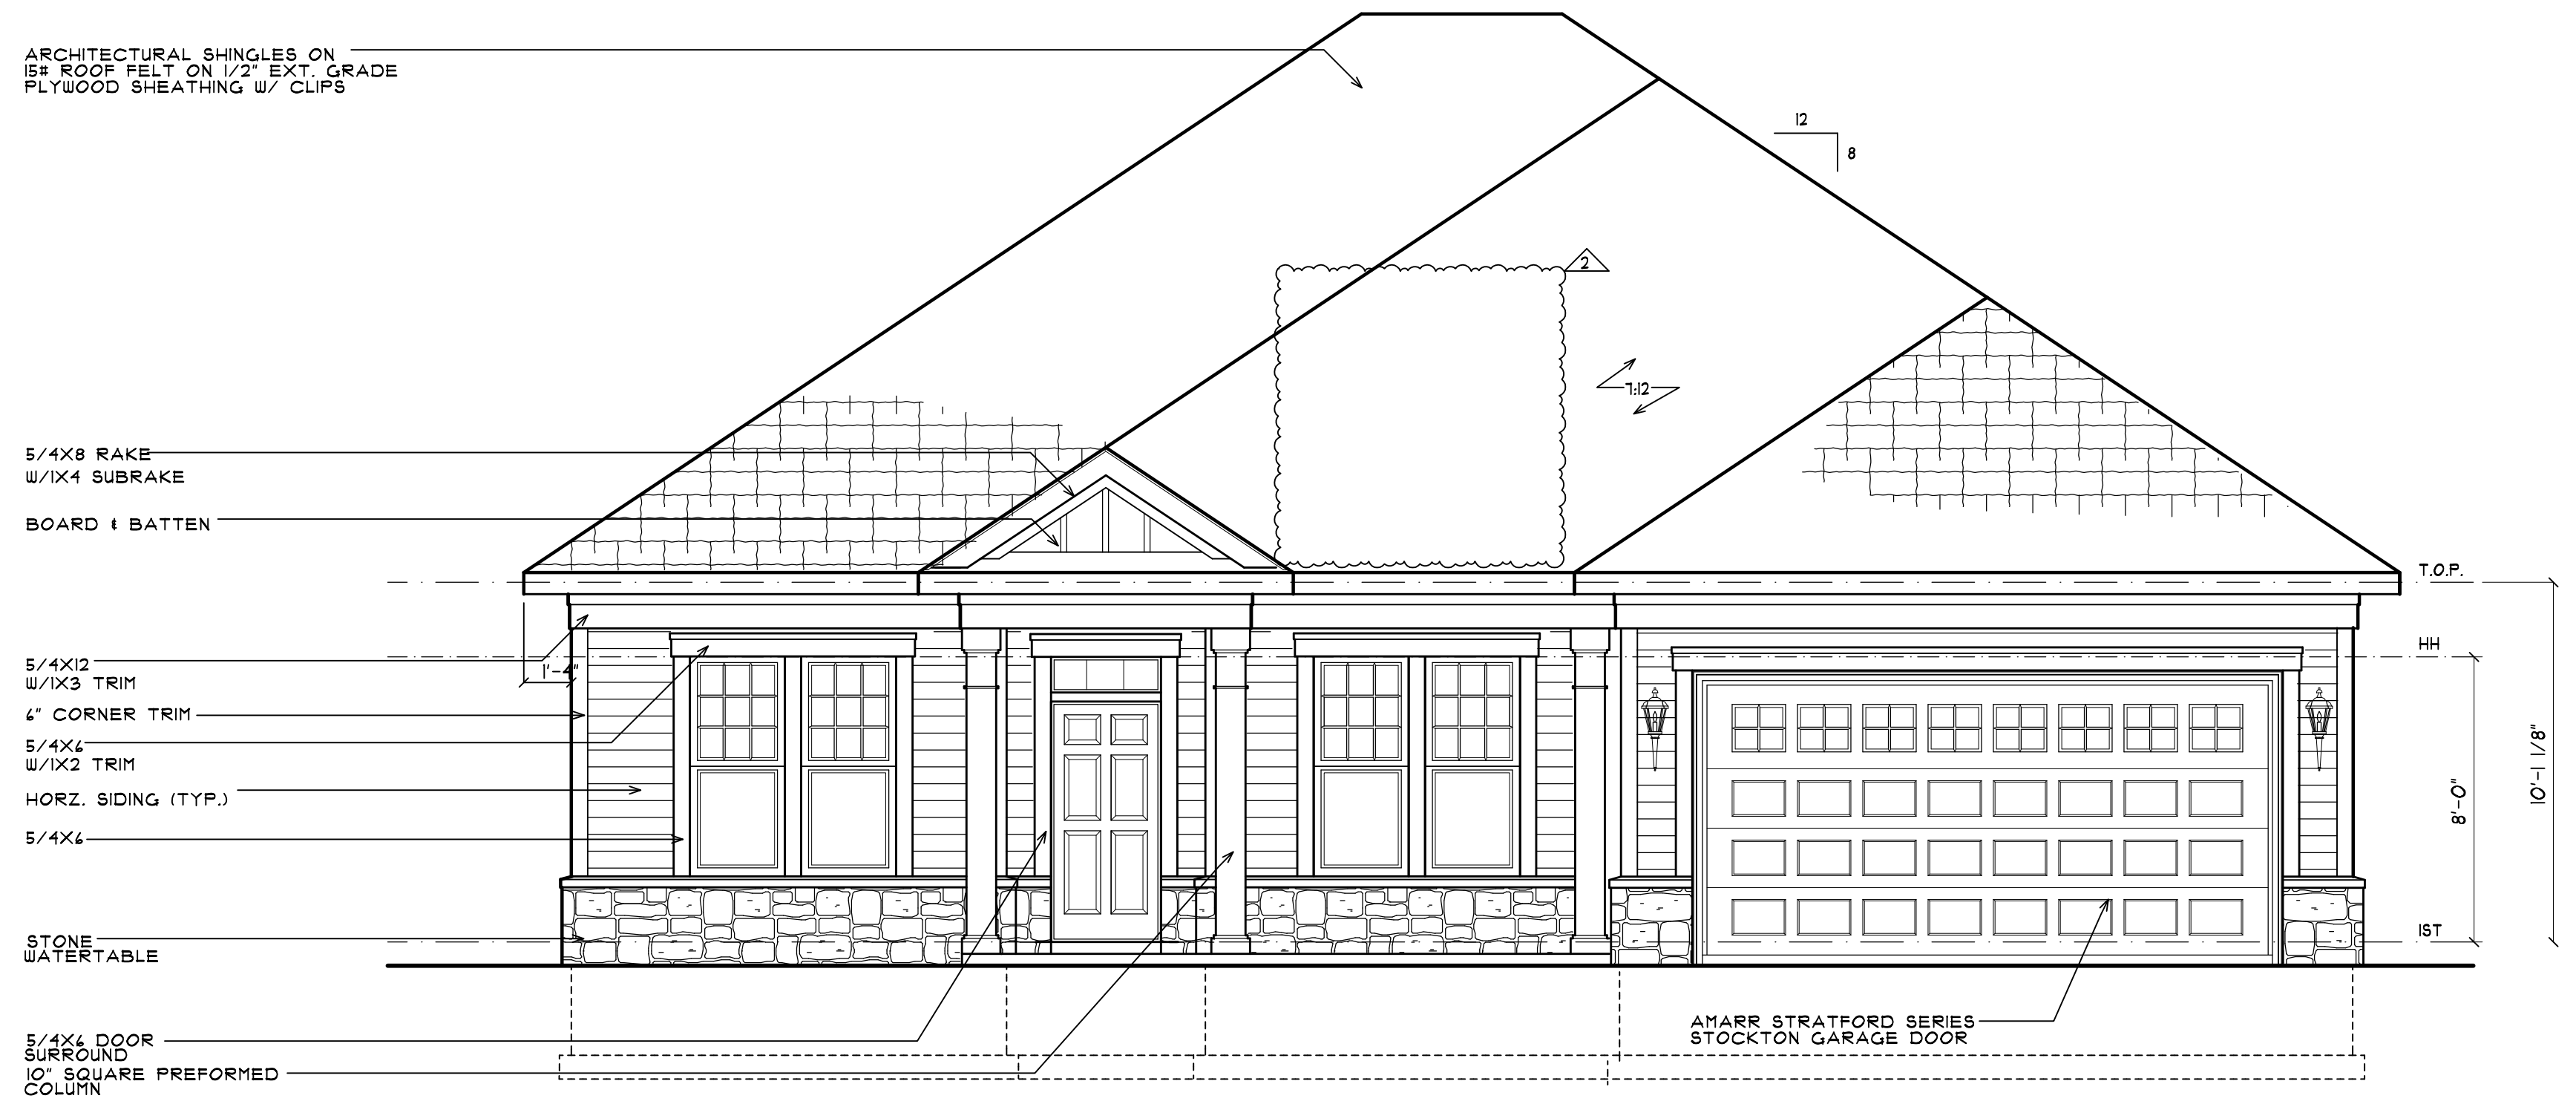 ARCHITECTURAL SHINGLES ON
15# ROOF FELT ON 1/2" EXT. GRADE
PLYWOOD SHEATHING W/ CLIPS
12
8
2
7:12
5/4X8 RAKE
W/1X4 SUBRAKE
BOARD & BATTEN
T.O.P.
HH
5/4X12
W/1X3 TRIM
1'-4"
6" CORNER TRIM
5/4X6
W/1X2 TRIM
HORZ. SIDING (TYP.)
5/4X6
8'-0"
10'-1 1/8"
1ST
STONE
WATERTABLE
AMARR STRATFORD SERIES
STOCKTON GARAGE DOOR
5/4X6 DOOR
SURROUND
10" SQUARE PREFORMED
COLUMN